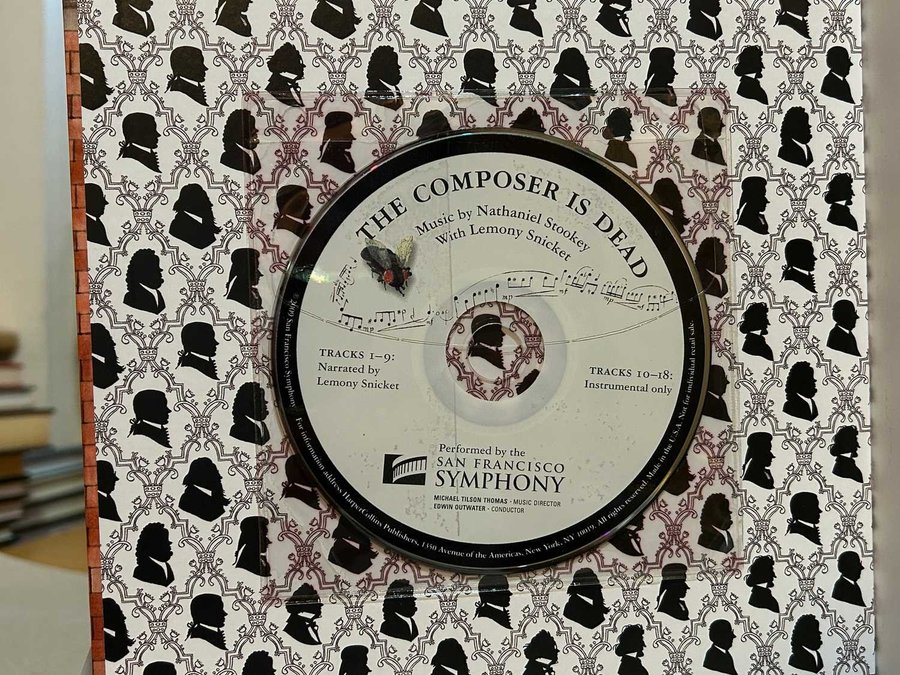 THE COMPOSER IS DEAD
Music by Nathaniel Stookey
With Lemony Snicket
mp
mp
TRACKS 1–9:
Narrated by
Lemony Snicket
TRACKS 10–18:
Instrumental only
Performed by the
SAN FRANCISCO
SYMPHONY
MICHAEL TILSON THOMAS · MUSIC DIRECTOR
EDWIN OUTWATER · CONDUCTOR
© 2009 San Francisco Symphony. For information address HarperCollins Publishers, 1350 Avenue of the Americas, New York, NY 10019. All rights reserved. Made in the U.S.A. Not for individual retail sale.